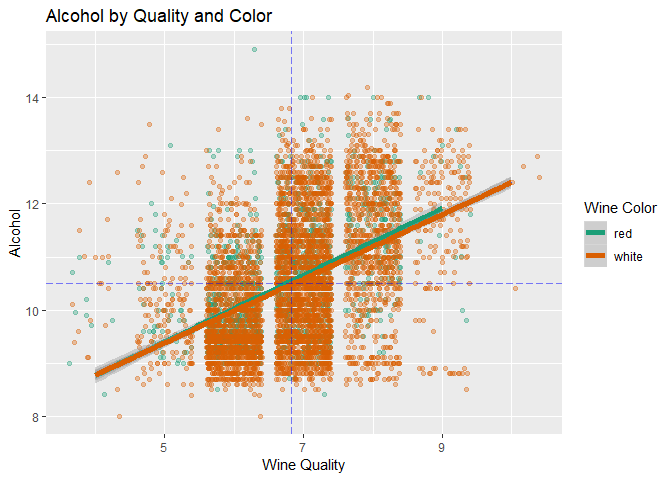 Alcohol by Quality and Color
14
12
10
8
Alcohol
5
7
9
Wine Quality
Wine Color
red
white